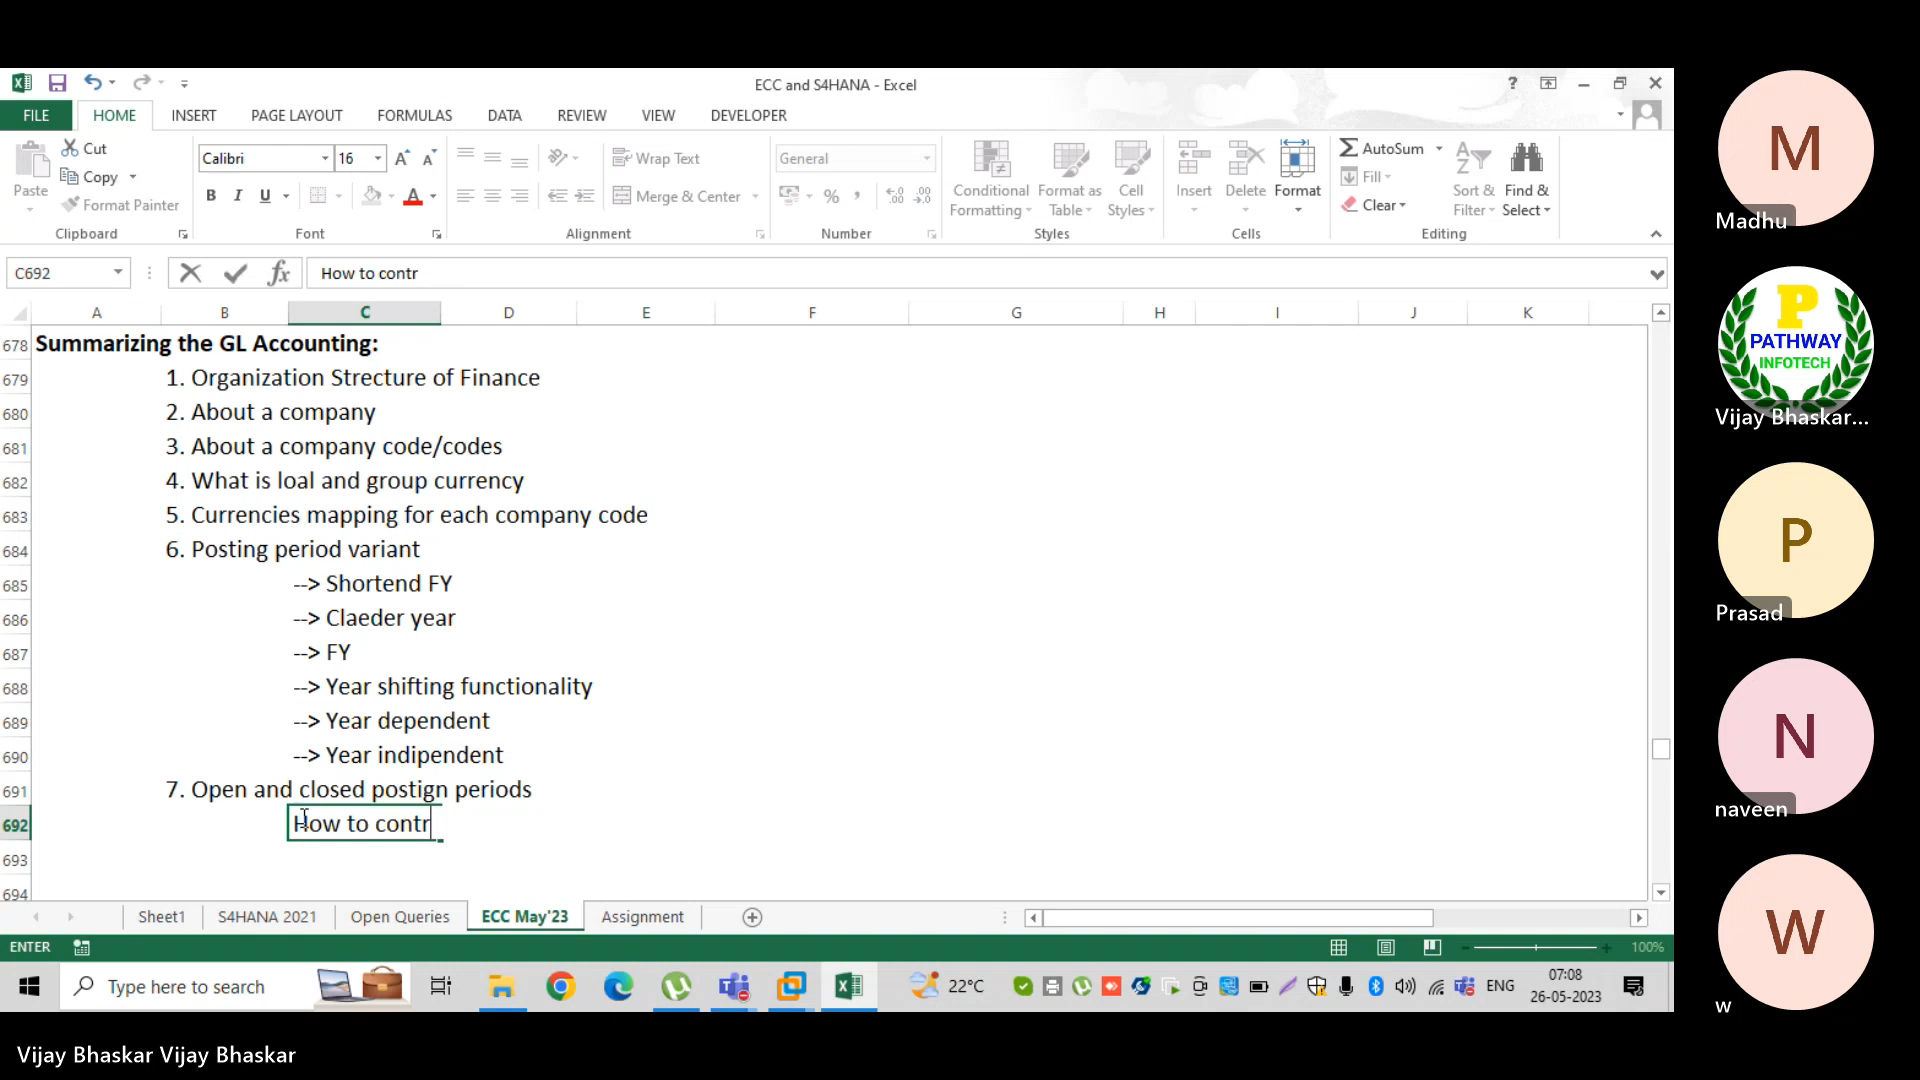 ECC and S4HANA - Excel
FILE HOME INSERT PAGE LAYOUT FORMULAS DATA REVIEW VIEW DEVELOPER
Paste Cut Copy Format Painter Clipboard
Calibri 16 A A B I U A Font
Wrap Text Merge & Center Alignment
General % , .00 Number
Conditional Formatting Format as Table Cell Styles Styles
Insert Delete Format Cells
AutoSum Fill Clear Sort & Filter Find & Select Editing
C692 fx How to contr
A B C D E F G H I J K
678 Summarizing the GL Accounting:
679 1. Organization Strecture of Finance
680 2. About a company
681 3. About a company code/codes
682 4. What is loal and group currency
683 5. Currencies mapping for each company code
684 6. Posting period variant
685 --> Shortend FY
686 --> Claeder year
687 --> FY
688 --> Year shifting functionality
689 --> Year dependent
690 --> Year indipendent
691 7. Open and closed postign periods
692 How to contr
693
694
Sheet1 S4HANA 2021 Open Queries ECC May'23 Assignment
ENTER 100%
Type here to search 22°C ENG 07:08
26-05-2023
M
Madhu
P
PATHWAY
INFOTECH
Vijay Bhaskar...
P
Prasad
N
naveen
W
w
Vijay Bhaskar Vijay Bhaskar